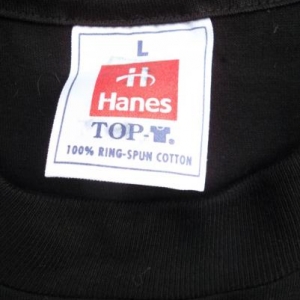 L
H
Hanes
TOP-T®
100% RING-SPUN COTTON